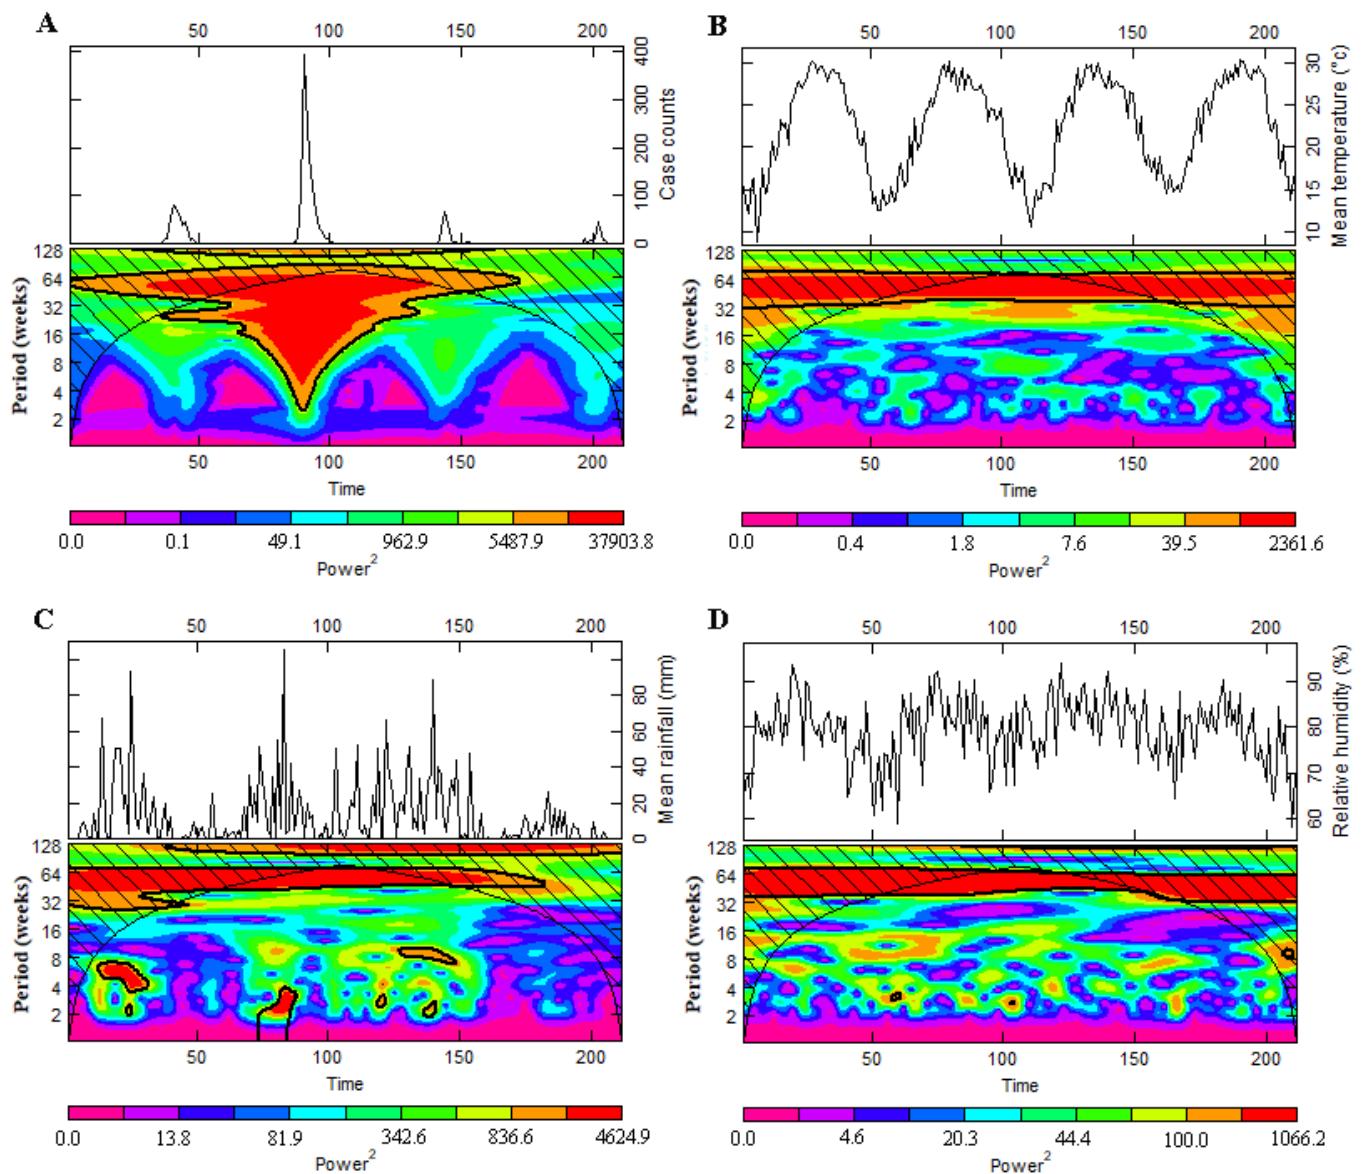 A
50 100 150 200
0 100 200 300 400
Case counts
128
64
32
16
8
4
2
Period (weeks)
50 100 150 200
Time
0.0 0.1 49.1 962.9 5487.9 37903.8
Power2
B
50 100 150 200
10 15 20 25 30
Mean temperature (°c)
128
64
32
16
8
4
2
Period (weeks)
50 100 150 200
Time
0.0 0.4 1.8 7.6 39.5 2361.6
Power2
C
50 100 150 200
0 20 40 60 80
Mean rainfall (mm)
128
64
32
16
8
4
2
Period (weeks)
50 100 150 200
Time
0.0 13.8 81.9 342.6 836.6 4624.9
Power2
D
50 100 150 200
60 70 80 90
Relative humidity (%)
128
64
32
16
8
4
2
Period (weeks)
50 100 150 200
Time
0.0 4.6 20.3 44.4 100.0 1066.2
Power2